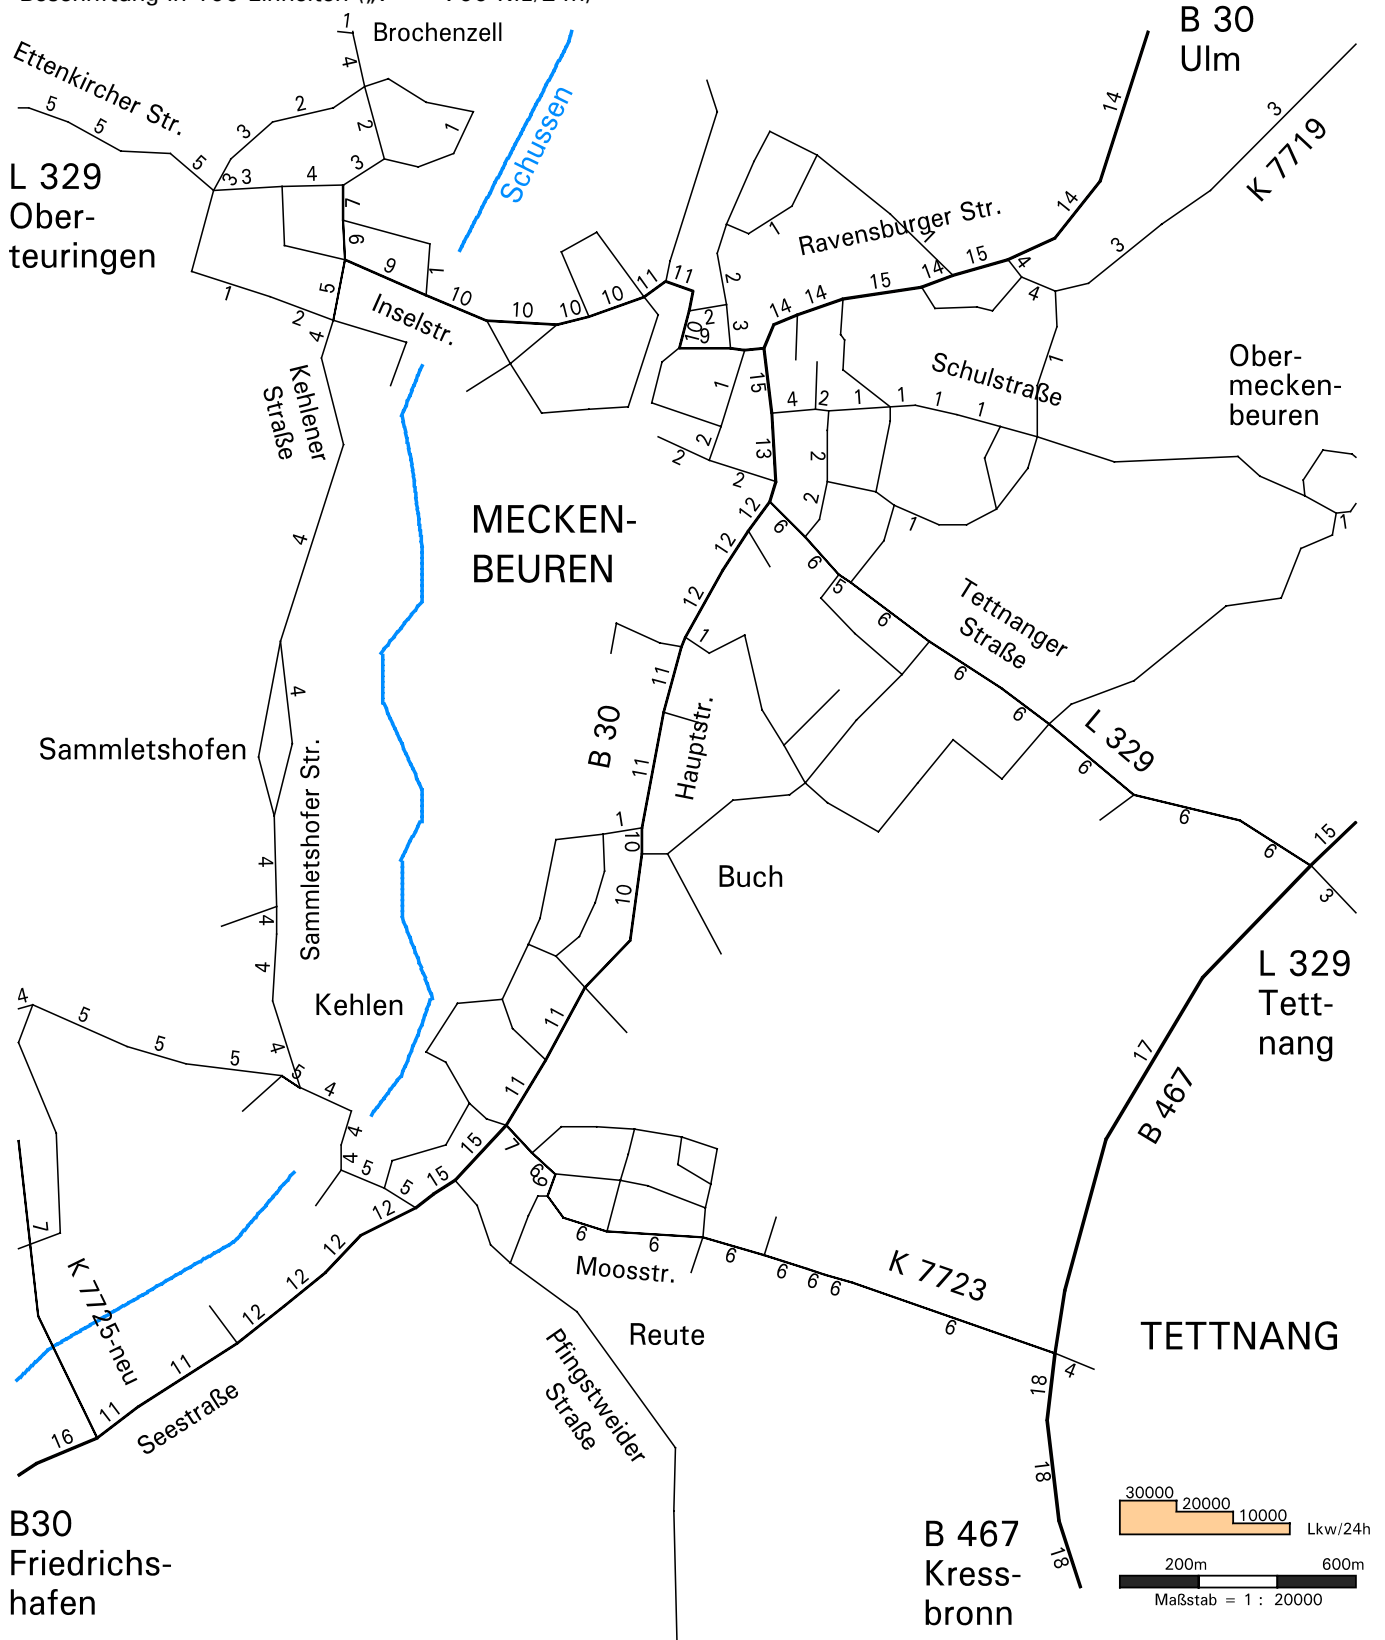 Brochenzell
Ettenkircher Str.
Schussen
B 30
Ulm
K 7719
L 329
Ober-
teuringen
Ravensburger Str.
Inselstr.
Kehlener
Straße
Schulstraße
Ober-
mecken-
beuren
MECKEN-
BEUREN
Tettnanger
Straße
L 329
Sammletshofen
Sammletshofer Str.
B 30
Hauptstr.
Buch
Kehlen
L 329
Tett-
nang
B 467
K 7725-neu
Moosstr.
K 7723
Reute
TETTNANG
Pfingstweider
Straße
Seestraße
B30
Friedrichs-
hafen
B 467
Kress-
bronn
30000
20000
10000
Lkw/24h
200m
600m
Maßstab = 1 : 20000